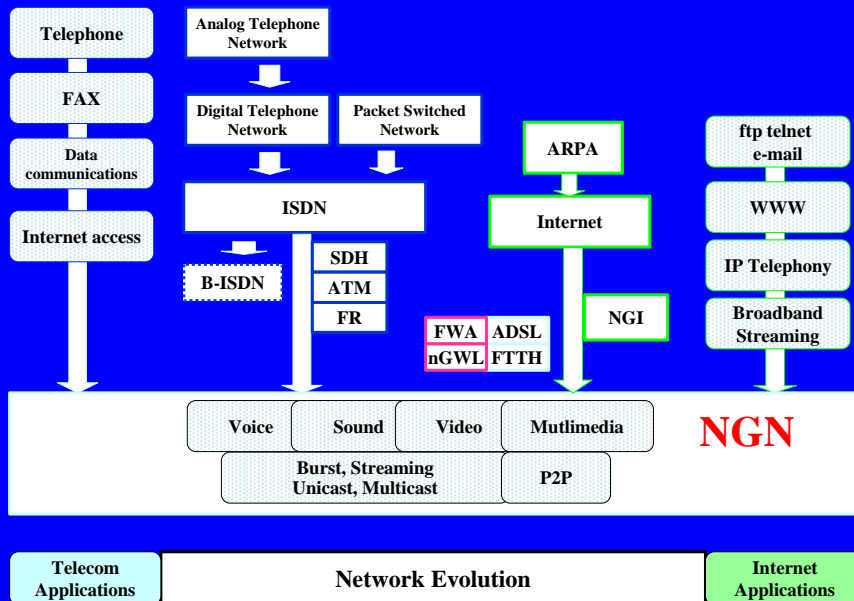 Telephone
FAX
Data
communications
Internet access
Analog Telephone
Network
Digital Telephone
Network
Packet Switched
Network
ISDN
B-ISDN
SDH
ATM
FR
ARPA
Internet
NGI
FWA ADSL
nGWL FTTH
ftp telnet
e-mail
WWW
IP Telephony
Broadband
Streaming
Voice
Sound
Video
Mutlimedia
NGN
Burst, Streaming
Unicast, Multicast
P2P
Telecom
Applications
Network Evolution
Internet
Applications